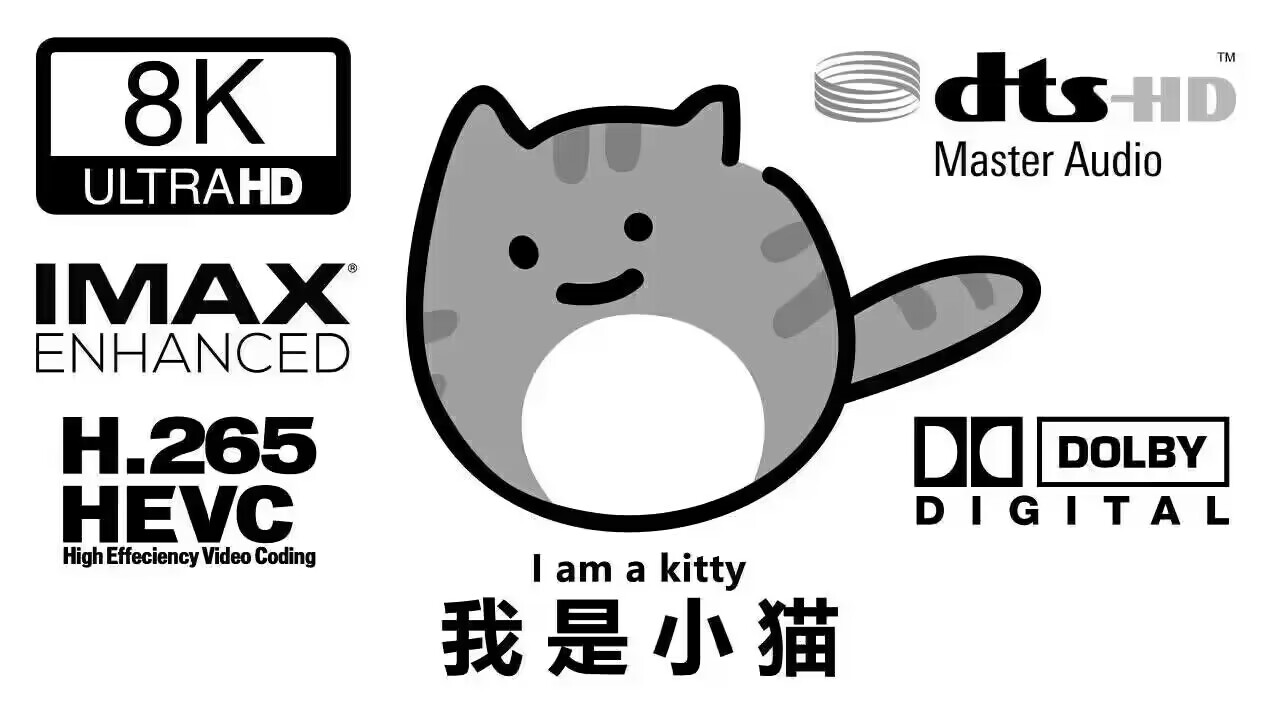 8K
ULTRAHD
IMAX®
ENHANCED
H.265
HEVC
High Effeciency Video Coding
dts-HD™
Master Audio
DOLBY
DIGITAL
I am a kitty
我是小猫